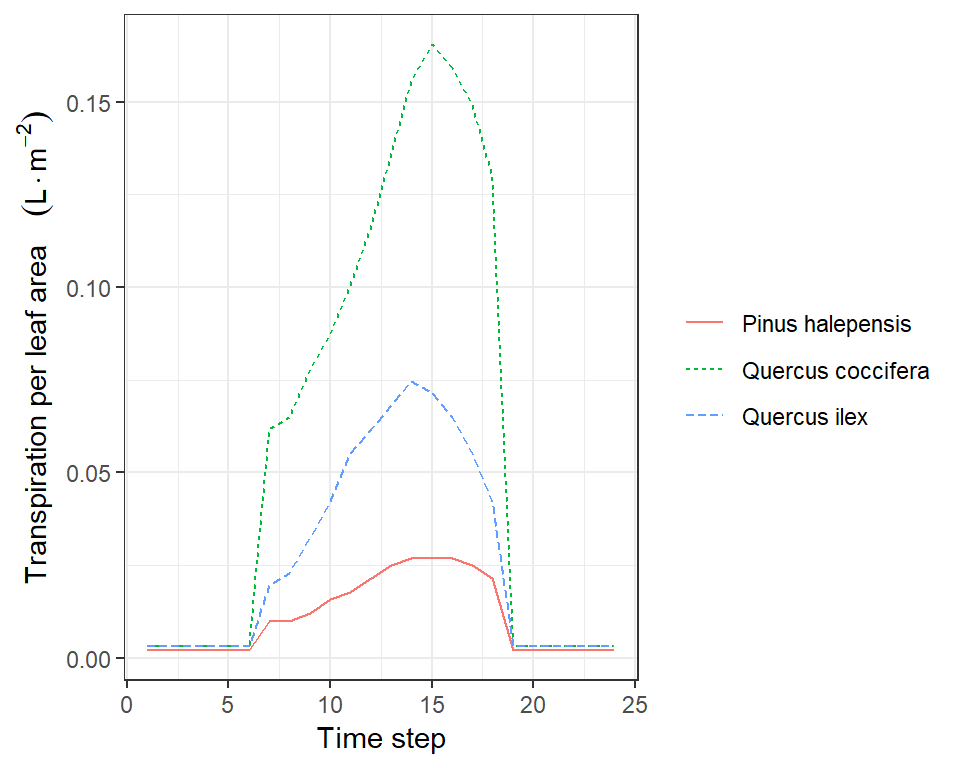 Transpiration per leaf area (L · m⁻²)
0.15
0.10
0.05
0.00
0 5 10 15 20 25
Time step
Pinus halepensis
Quercus coccifera
Quercus ilex